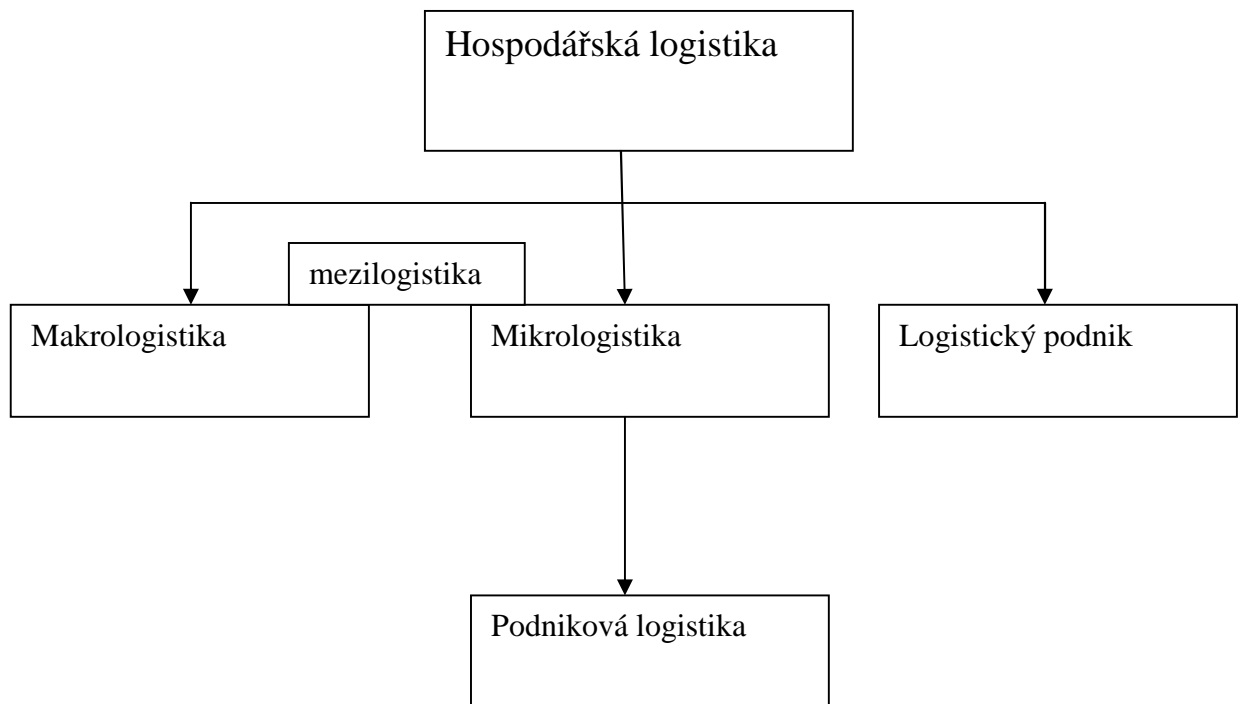 Hospodářská logistika
mezilogistika
Makrologistika
Mikrologistika
Logistický podnik
Podniková logistika